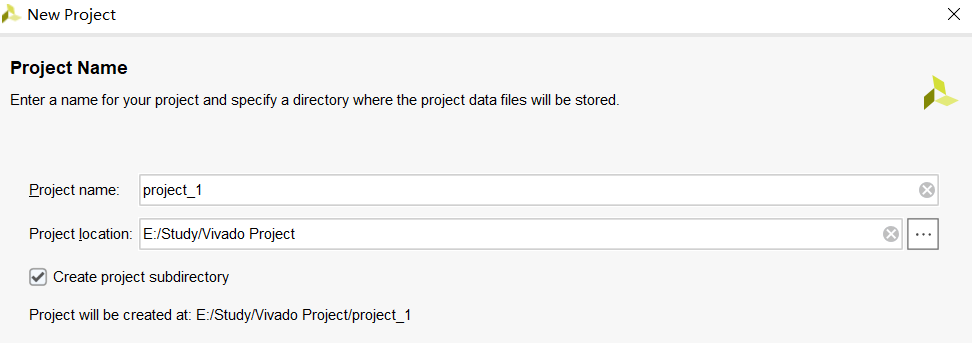 New Project
Project Name
Enter a name for your project and specify a directory where the project data files will be stored.
Project name: project_1
Project location: E:/Study/Vivado Project ...
Create project subdirectory
Project will be created at: E:/Study/Vivado Project/project_1